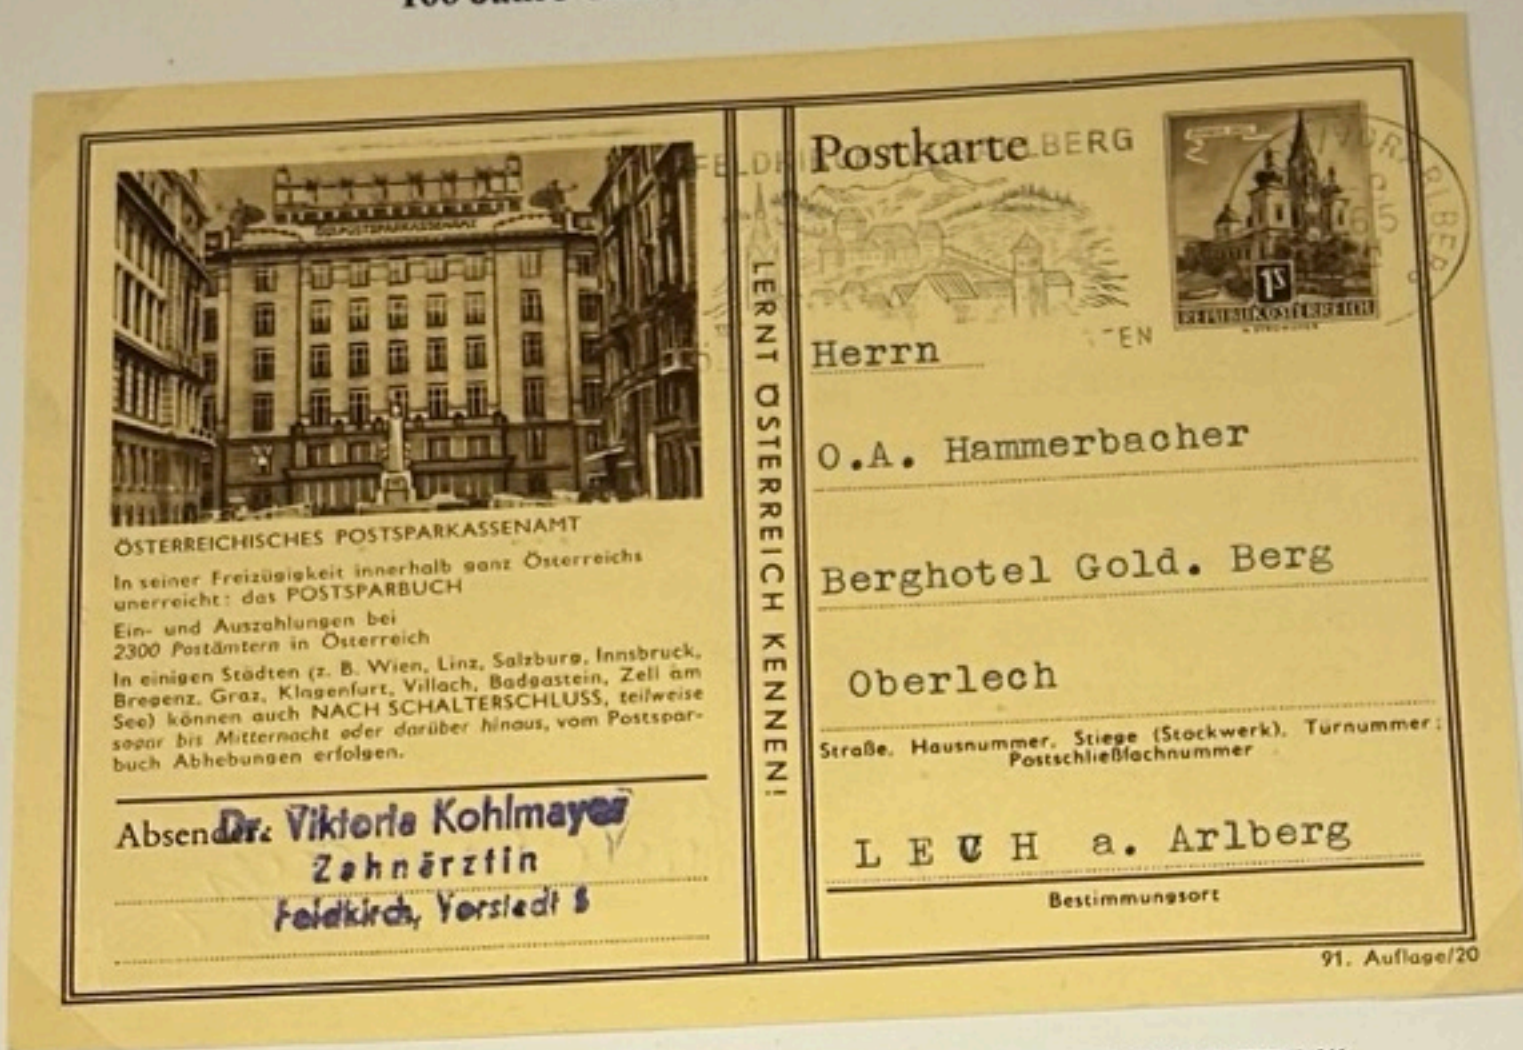 100
ÖSTERREICHISCHES POSTSPARKASSENAMT
In seiner Freizügigkeit innerhalb ganz Österreichs
unerreicht: das POSTSPARBUCH
Ein- und Auszahlungen bei
2300 Postämtern in Österreich
In einigen Städten (z. B. Wien, Linz, Salzburg, Innsbruck,
Bregenz, Graz, Klagenfurt, Villach, Badgastein, Zell am
See) können auch NACH SCHALTERSCHLUSS, teilweise
sogar bis Mitternacht oder darüber hinaus, vom Postspar-
buch Abhebungen erfolgen.
Absender:
Dr. Viktoria Kohlmayer
Zahnärztin
Feldkirch, Vorstadt
LERNT ÖSTERREICH KENNEN!
Postkarte
1S
REPUBLIK ÖSTERREICH
Herrn
O.A. Hammerbacher
Berghotel Gold. Berg
Oberlech
Straße, Hausnummer, Stiege (Stockwerk), Türnummer;
Postschließfachnummer
LECH a. Arlberg
Bestimmungsort
91. Auflage/20